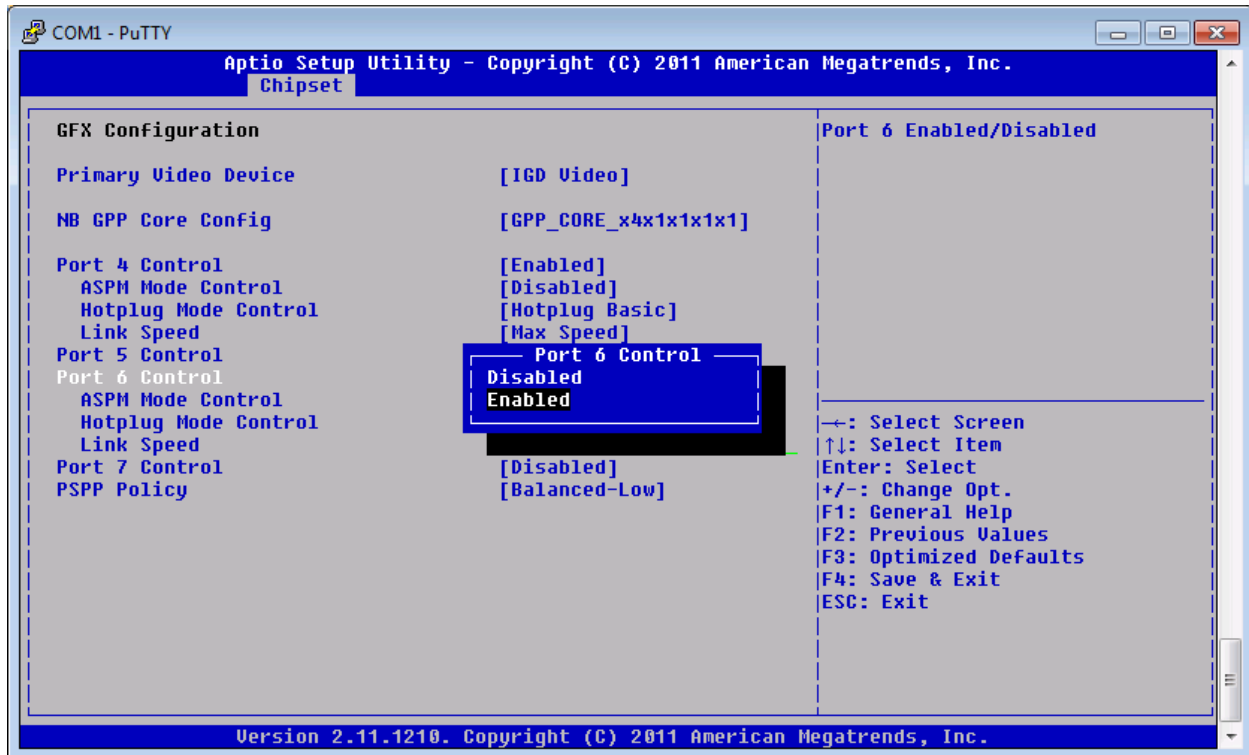 COM1 - PuTTY
Aptio Setup Utility - Copyright (C) 2011 American Megatrends, Inc.
Chipset
GFX Configuration
Port 6 Enabled/Disabled
Primary Video Device [IGD Video]
NB GPP Core Config [GPP_CORE_x4x1x1x1x1]
Port 4 Control [Enabled]
ASPM Mode Control [Disabled]
Hotplug Mode Control [Hotplug Basic]
Link Speed [Max Speed]
Port 5 Control
Port 6 Control
ASPM Mode Control
Hotplug Mode Control
Link Speed
Port 7 Control [Disabled]
PSPP Policy [Balanced-Low]
Port 6 Control
Disabled
Enabled
→←: Select Screen
↑↓: Select Item
Enter: Select
+/-: Change Opt.
F1: General Help
F2: Previous Values
F3: Optimized Defaults
F4: Save & Exit
ESC: Exit
Version 2.11.1210. Copyright (C) 2011 American Megatrends, Inc.